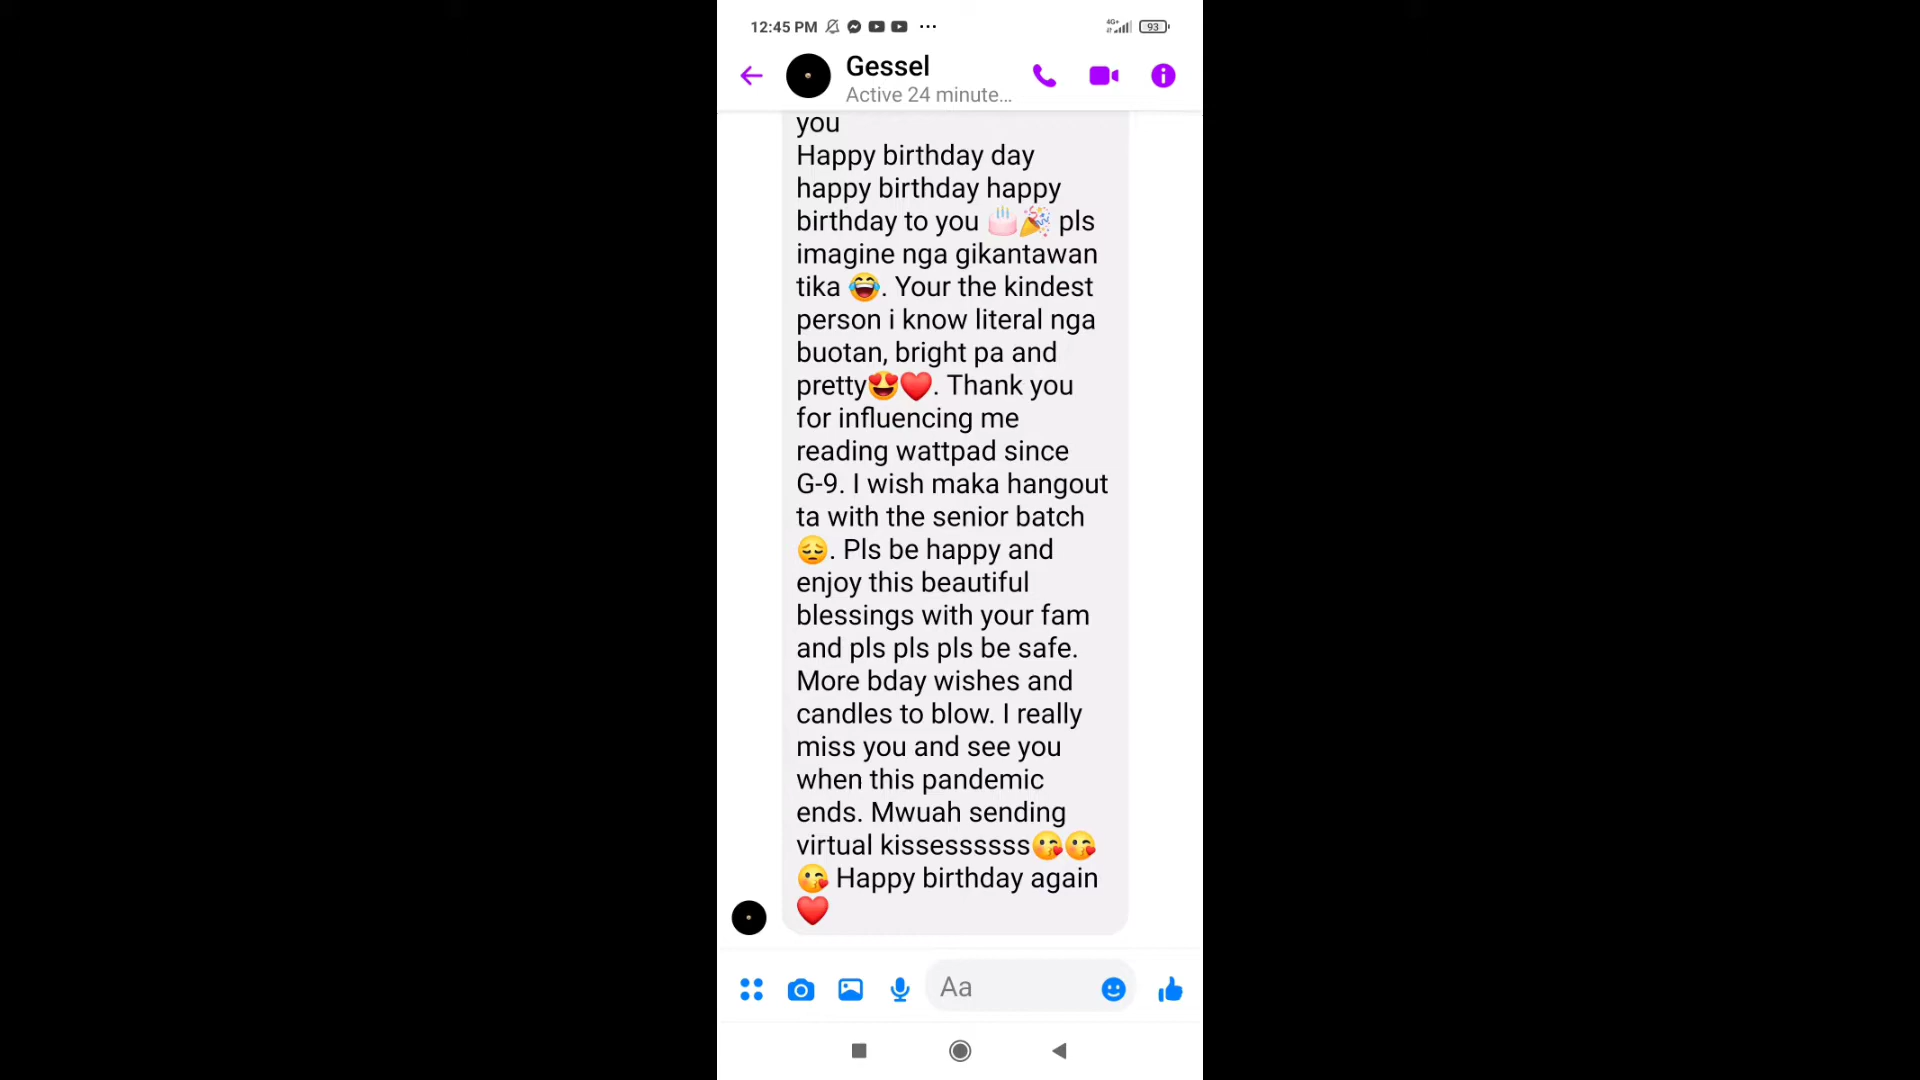 12:45 PM
4G+
93
Gessel
Active 24 minute...
you
Happy birthday day
happy birthday happy
birthday to you 🎂🎉 pls
imagine nga gikantawan
tika 😂. Your the kindest
person i know literal nga
buotan, bright pa and
pretty😍❤️. Thank you
for influencing me
reading wattpad since
G-9. I wish maka hangout
ta with the senior batch
😔. Pls be happy and
enjoy this beautiful
blessings with your fam
and pls pls pls be safe.
More bday wishes and
candles to blow. I really
miss you and see you
when this pandemic
ends. Mwuah sending
virtual kissessssss😘😘
😘 Happy birthday again
❤️
Aa